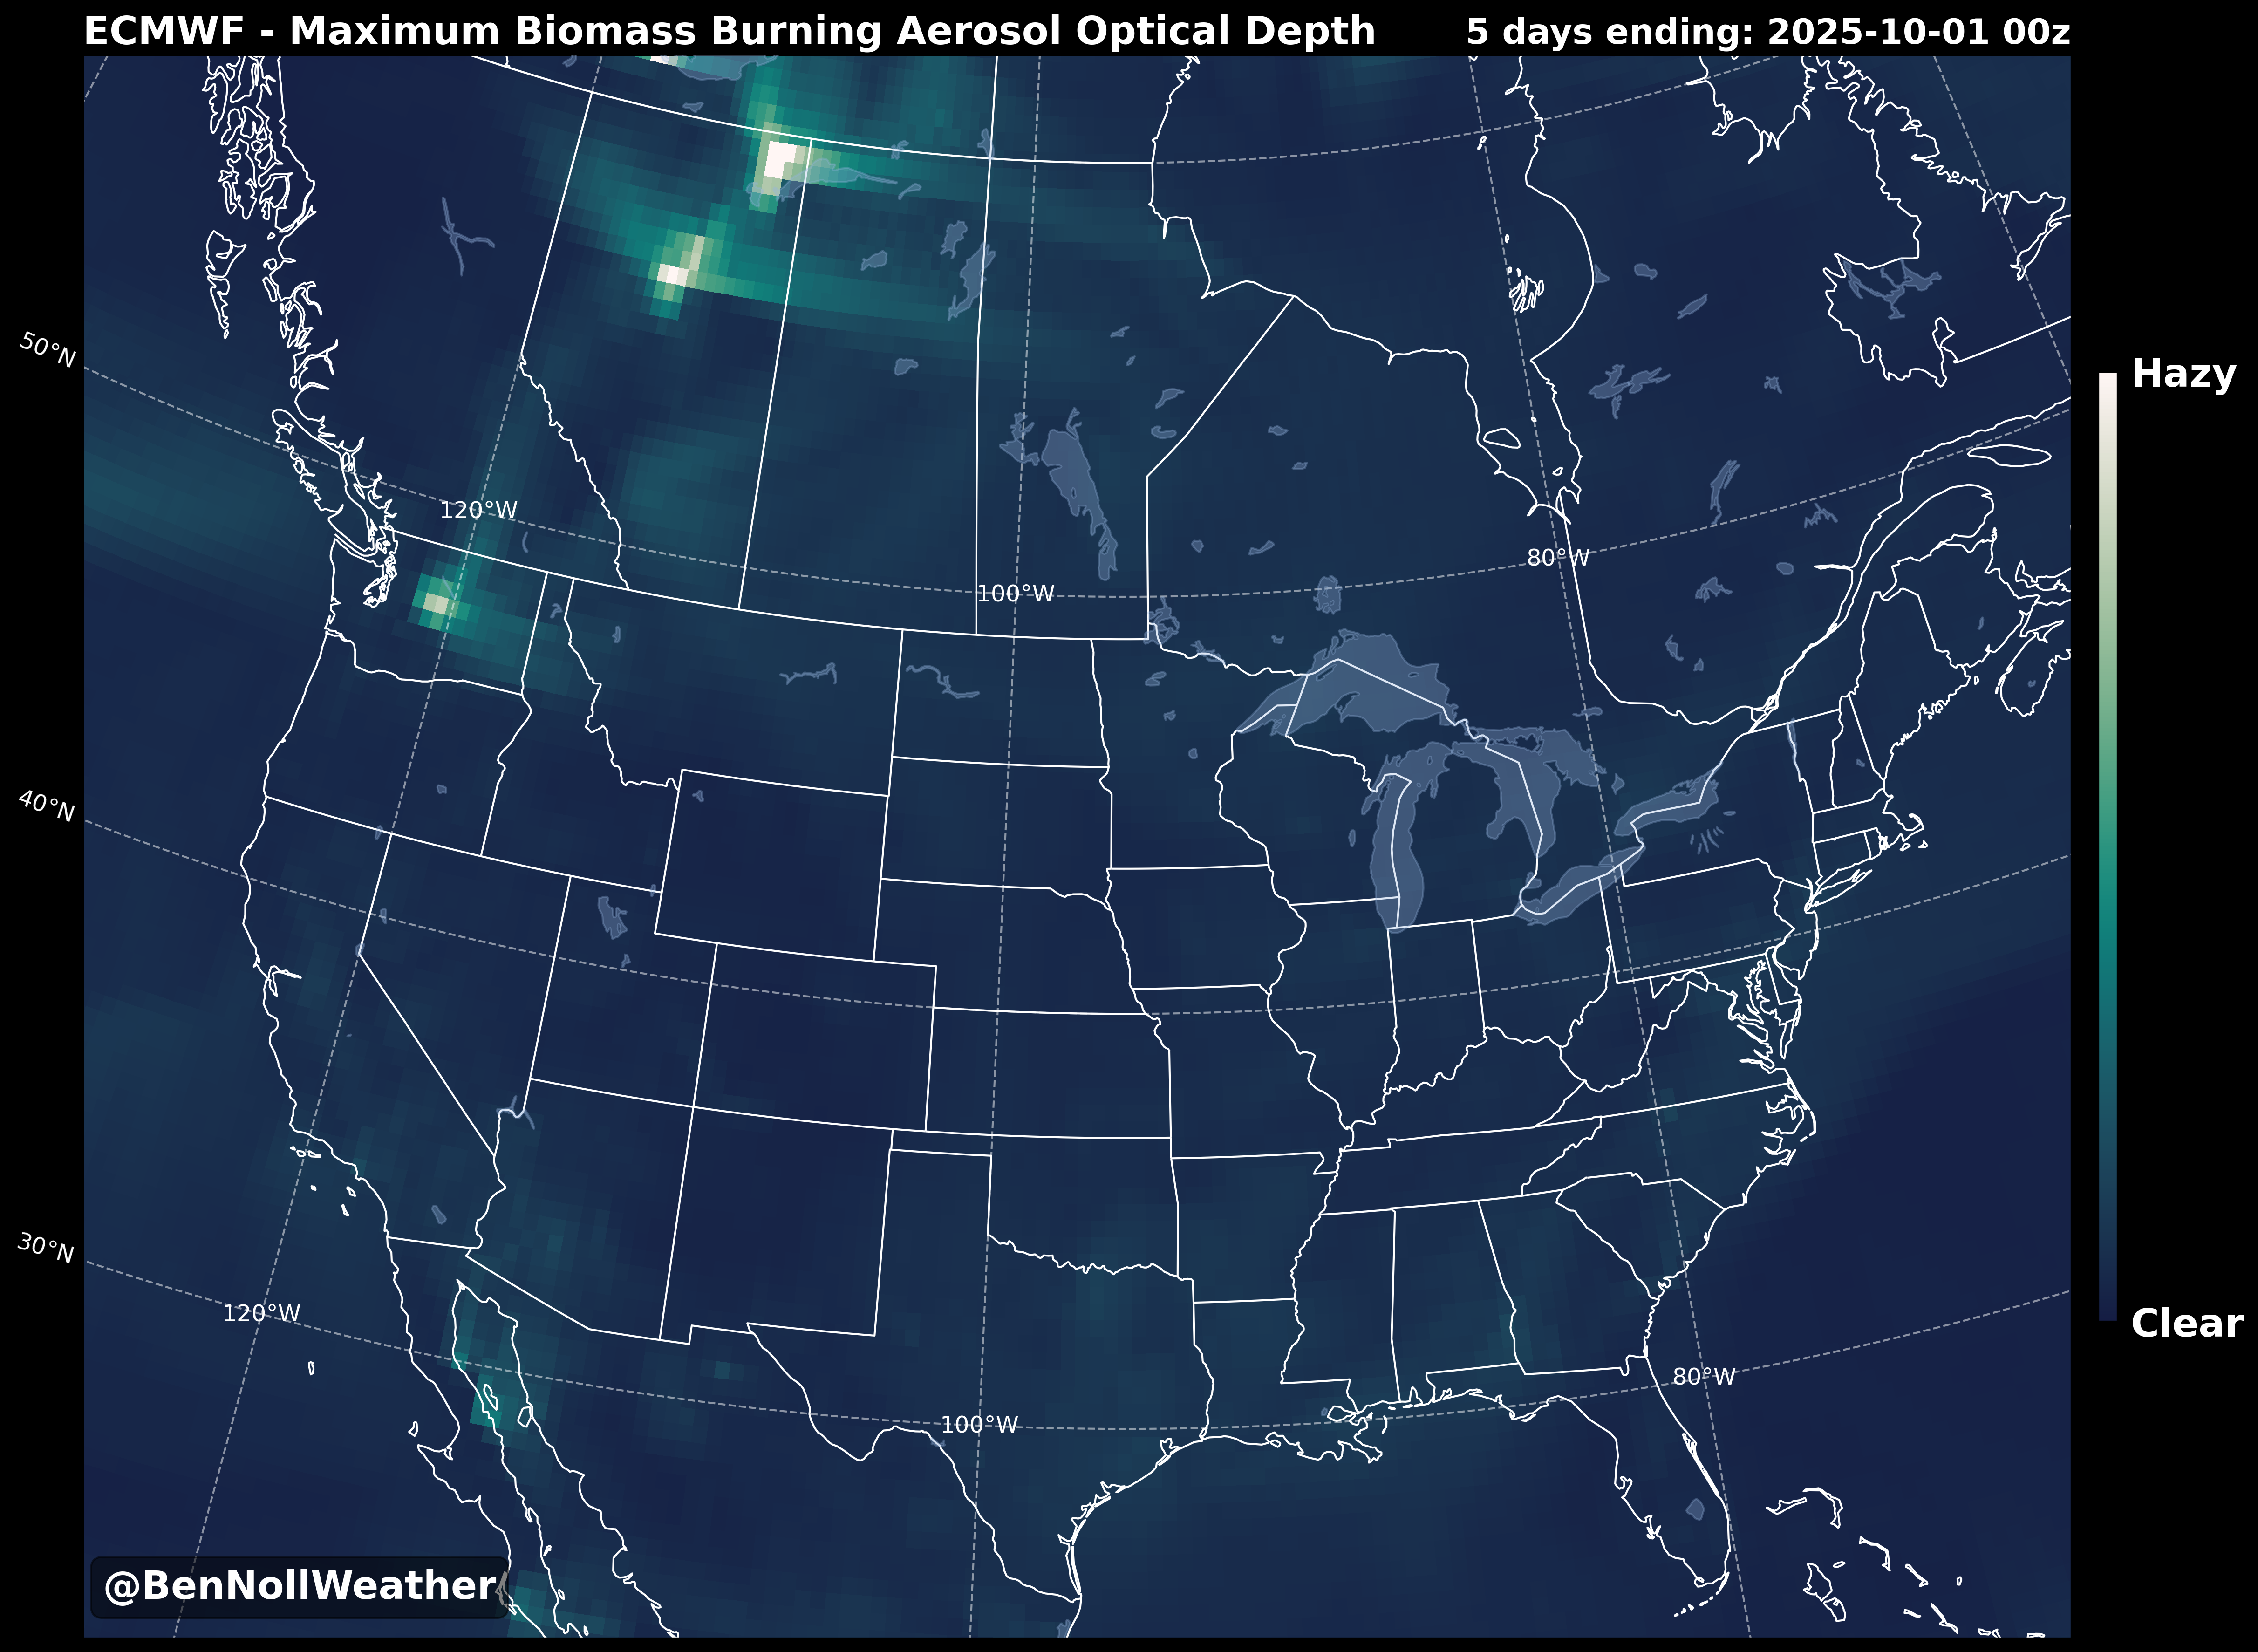 ECMWF - Maximum Biomass Burning Aerosol Optical Depth
5 days ending: 2025-10-01 00z
50°N
Hazy
120°W
80°W
100°W
40°N
30°N
120°W
Clear
80°W
100°W
@BenNollWeather